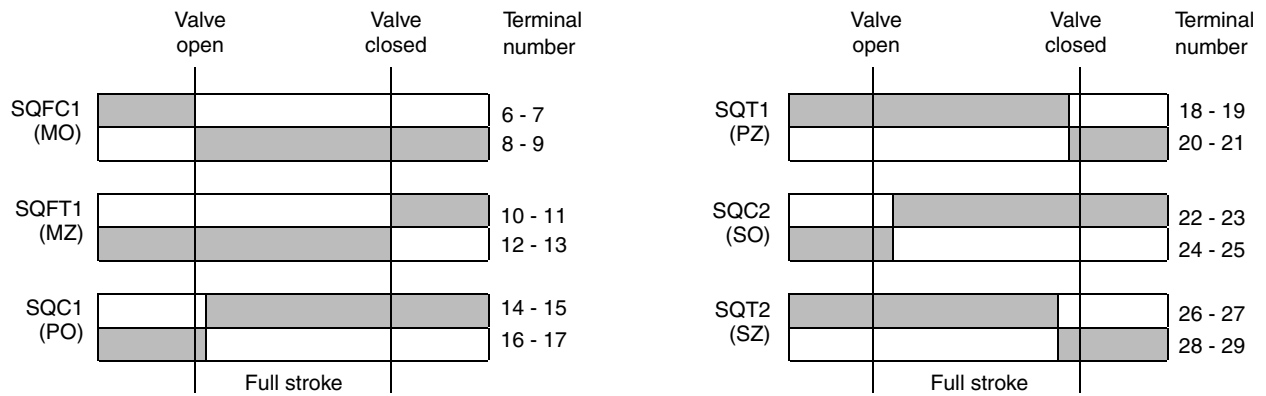 Valve
open
Valve
closed
Terminal
number
SQFC1
(MO)
6 - 7
8 - 9
SQFT1
(MZ)
10 - 11
12 - 13
SQC1
(PO)
14 - 15
16 - 17
Full stroke
Valve
open
Valve
closed
Terminal
number
SQT1
(PZ)
18 - 19
20 - 21
SQC2
(SO)
22 - 23
24 - 25
SQT2
(SZ)
26 - 27
28 - 29
Full stroke